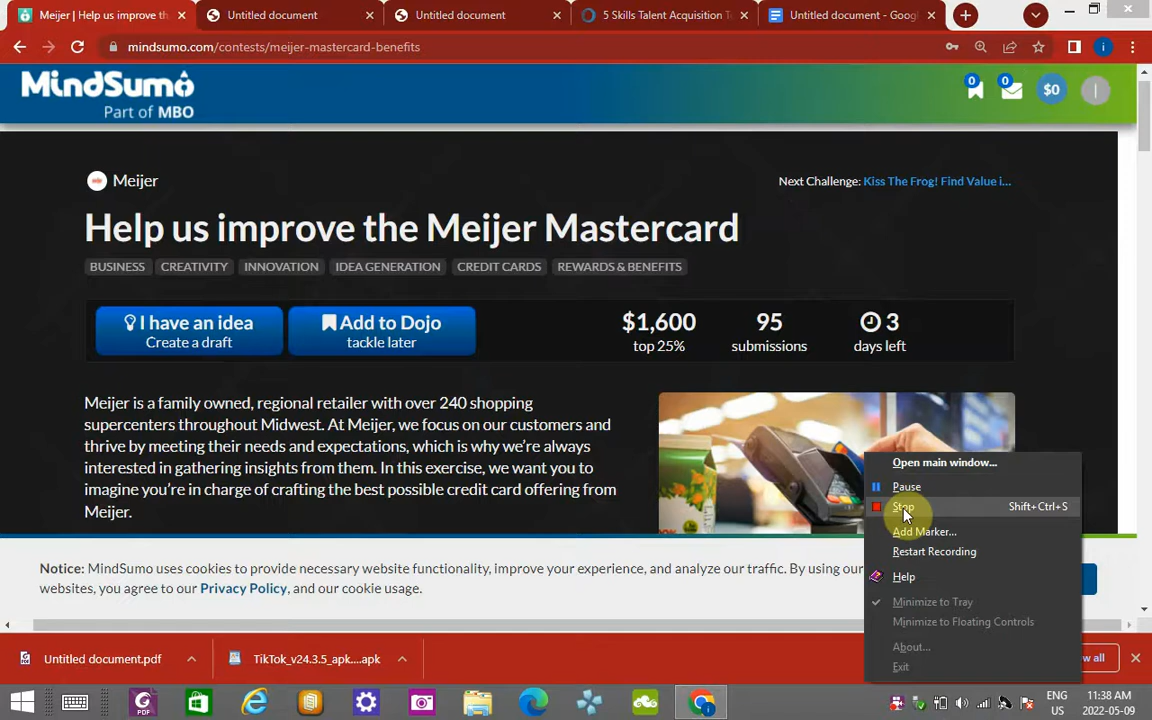 Meijer | Help us improve th
Untitled document
Untitled document
5 Skills Talent Acquisition T
Untitled document - Goog
mindsumo.com/contests/meijer-mastercard-benefits
MindSumo
Part of MBO
0
0
$0
Meijer
Next Challenge: Kiss The Frog! Find Value i...
Help us improve the Meijer Mastercard
BUSINESS CREATIVITY INNOVATION IDEA GENERATION CREDIT CARDS REWARDS & BENEFITS
I have an idea
Create a draft
Add to Dojo
tackle later
$1,600
top 25%
95
submissions
3
days left
Meijer is a family owned, regional retailer with over 240 shopping
supercenters throughout Midwest. At Meijer, we focus on our customers and
thrive by meeting their needs and expectations, which is why we're always
interested in gathering insights from them. In this exercise, we want you to
imagine you're in charge of crafting the best possible credit card offering from
Meijer.
Open main window...
Pause
Stop Shift+Ctrl+S
Add Marker...
Restart Recording
Help
Minimize to Tray
Minimize to Floating Controls
About...
Exit
Notice: MindSumo uses cookies to provide necessary website functionality, improve your experience, and analyze our traffic. By using our
websites, you agree to our Privacy Policy, and our cookie usage.
Untitled document.pdf
TikTok_v24.3.5_apk....apk
w all
PDF
ENG
US
11:38 AM
2022-05-09